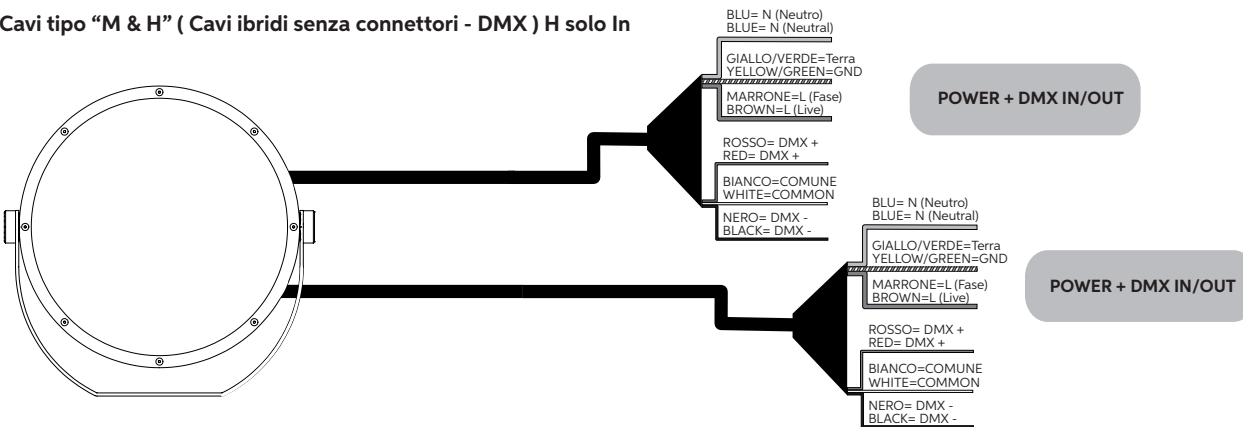 Cavi tipo “M & H” ( Cavi ibridi senza connettori - DMX ) H solo In
BLU= N (Neutro)
BLUE= N (Neutral)
GIALLO/VERDE=Terra
YELLOW/GREEN=GND
MARRONE=L (Fase)
BROWN=L (Live)
ROSSO= DMX +
RED= DMX +
BIANCO=COMUNE
WHITE=COMMON
NERO= DMX -
BLACK= DMX -
POWER + DMX IN/OUT
BLU= N (Neutro)
BLUE= N (Neutral)
GIALLO/VERDE=Terra
YELLOW/GREEN=GND
MARRONE=L (Fase)
BROWN=L (Live)
ROSSO= DMX +
RED= DMX +
BIANCO=COMUNE
WHITE=COMMON
NERO= DMX -
BLACK= DMX -
POWER + DMX IN/OUT